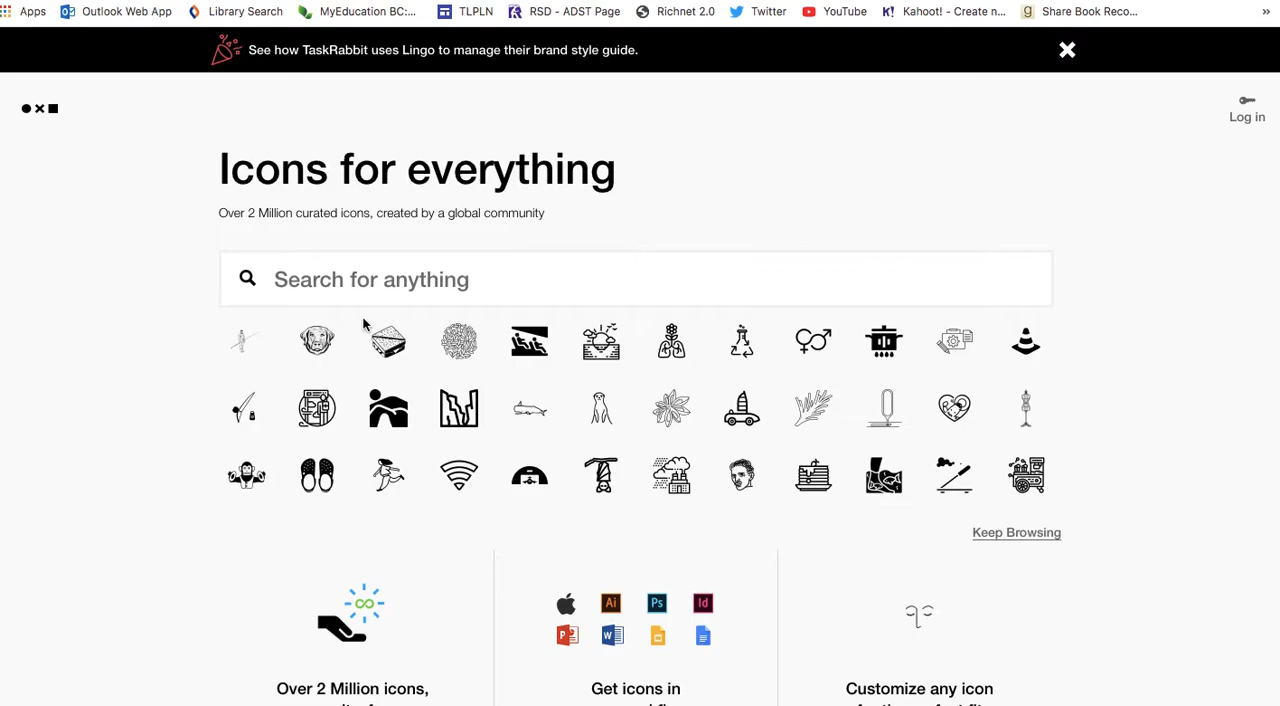 Apps Outlook Web App Library Search MyEducation BC:... TLPLN RSD - ADST Page Richnet 2.0 Twitter YouTube K! Kahoot! - Create n... g Share Book Reco... »
See how TaskRabbit uses Lingo to manage their brand style guide.
Log in
Icons for everything
Over 2 Million curated icons, created by a global community
Search for anything
Keep Browsing
Ai Ps Id
P W
Over 2 Million icons,
Get icons in
Customize any icon